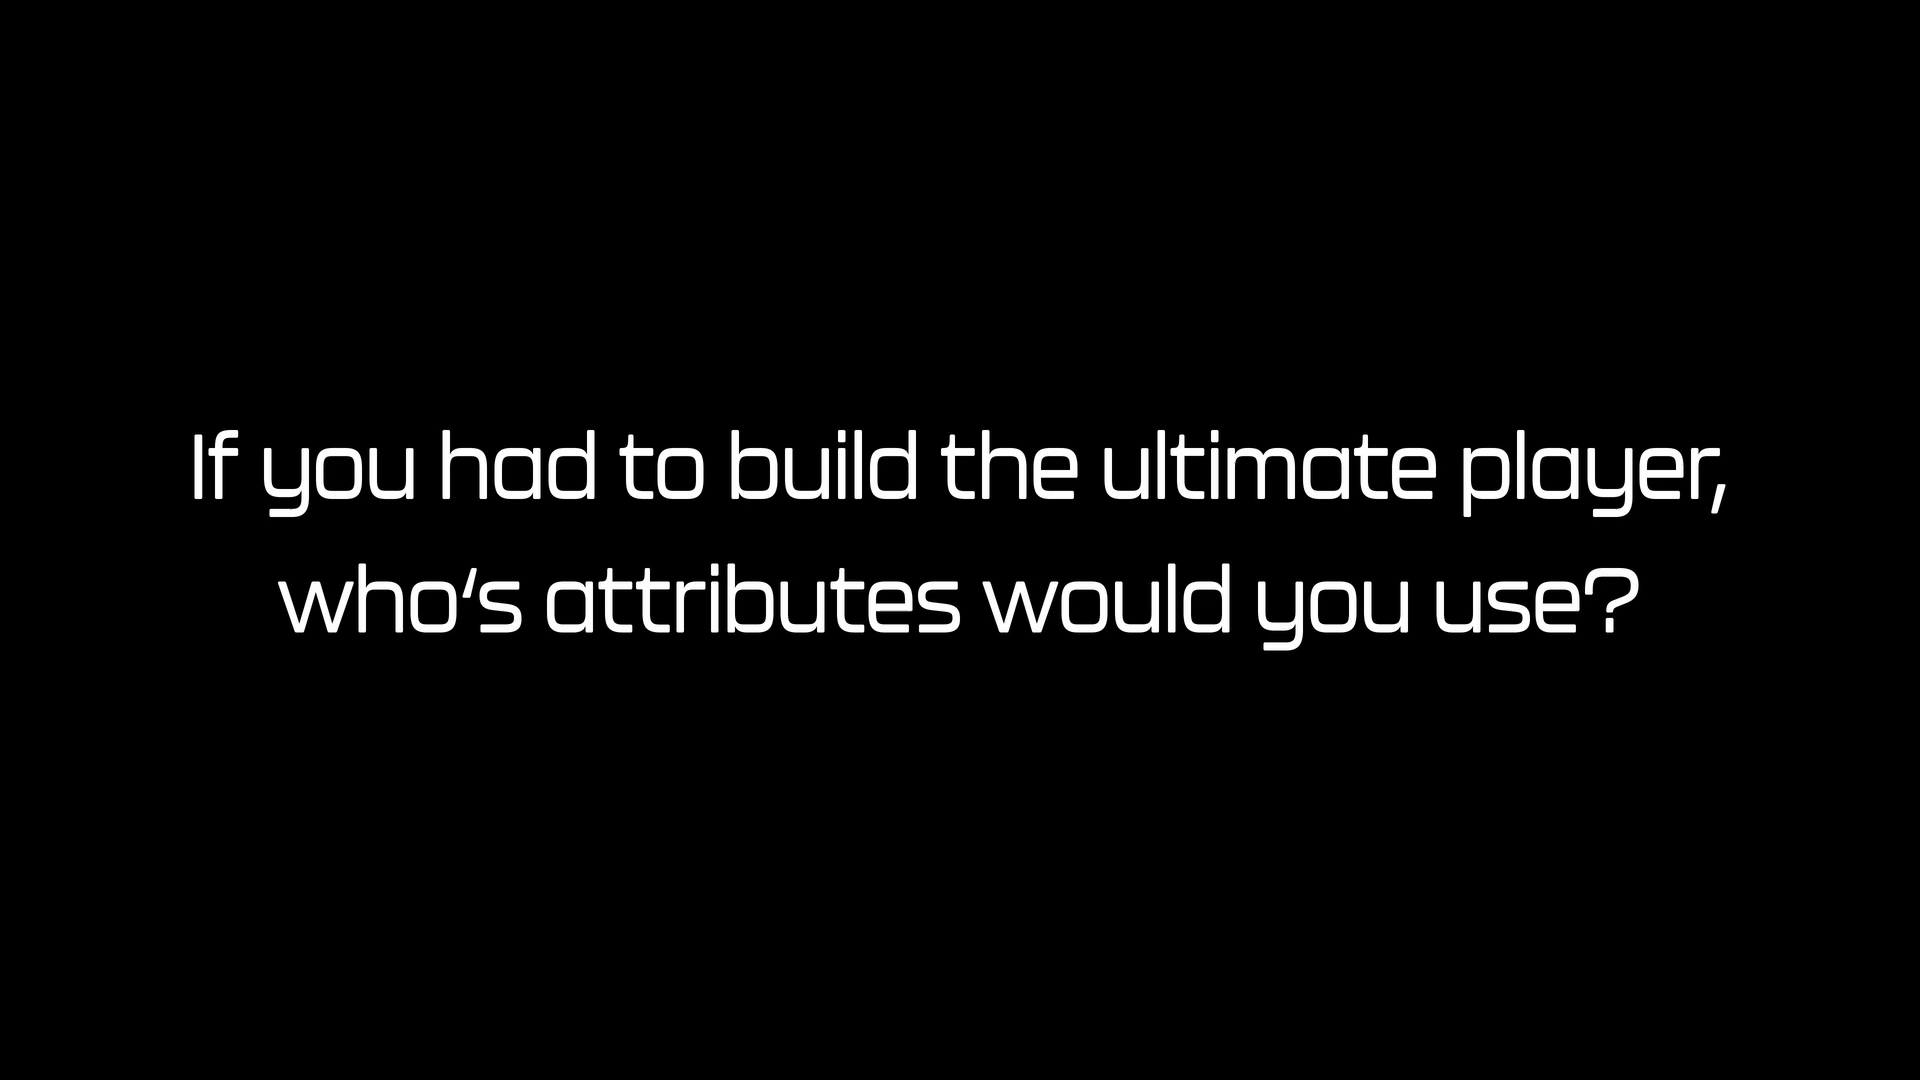 If you had to build the ultimate player,
who's attributes would you use?